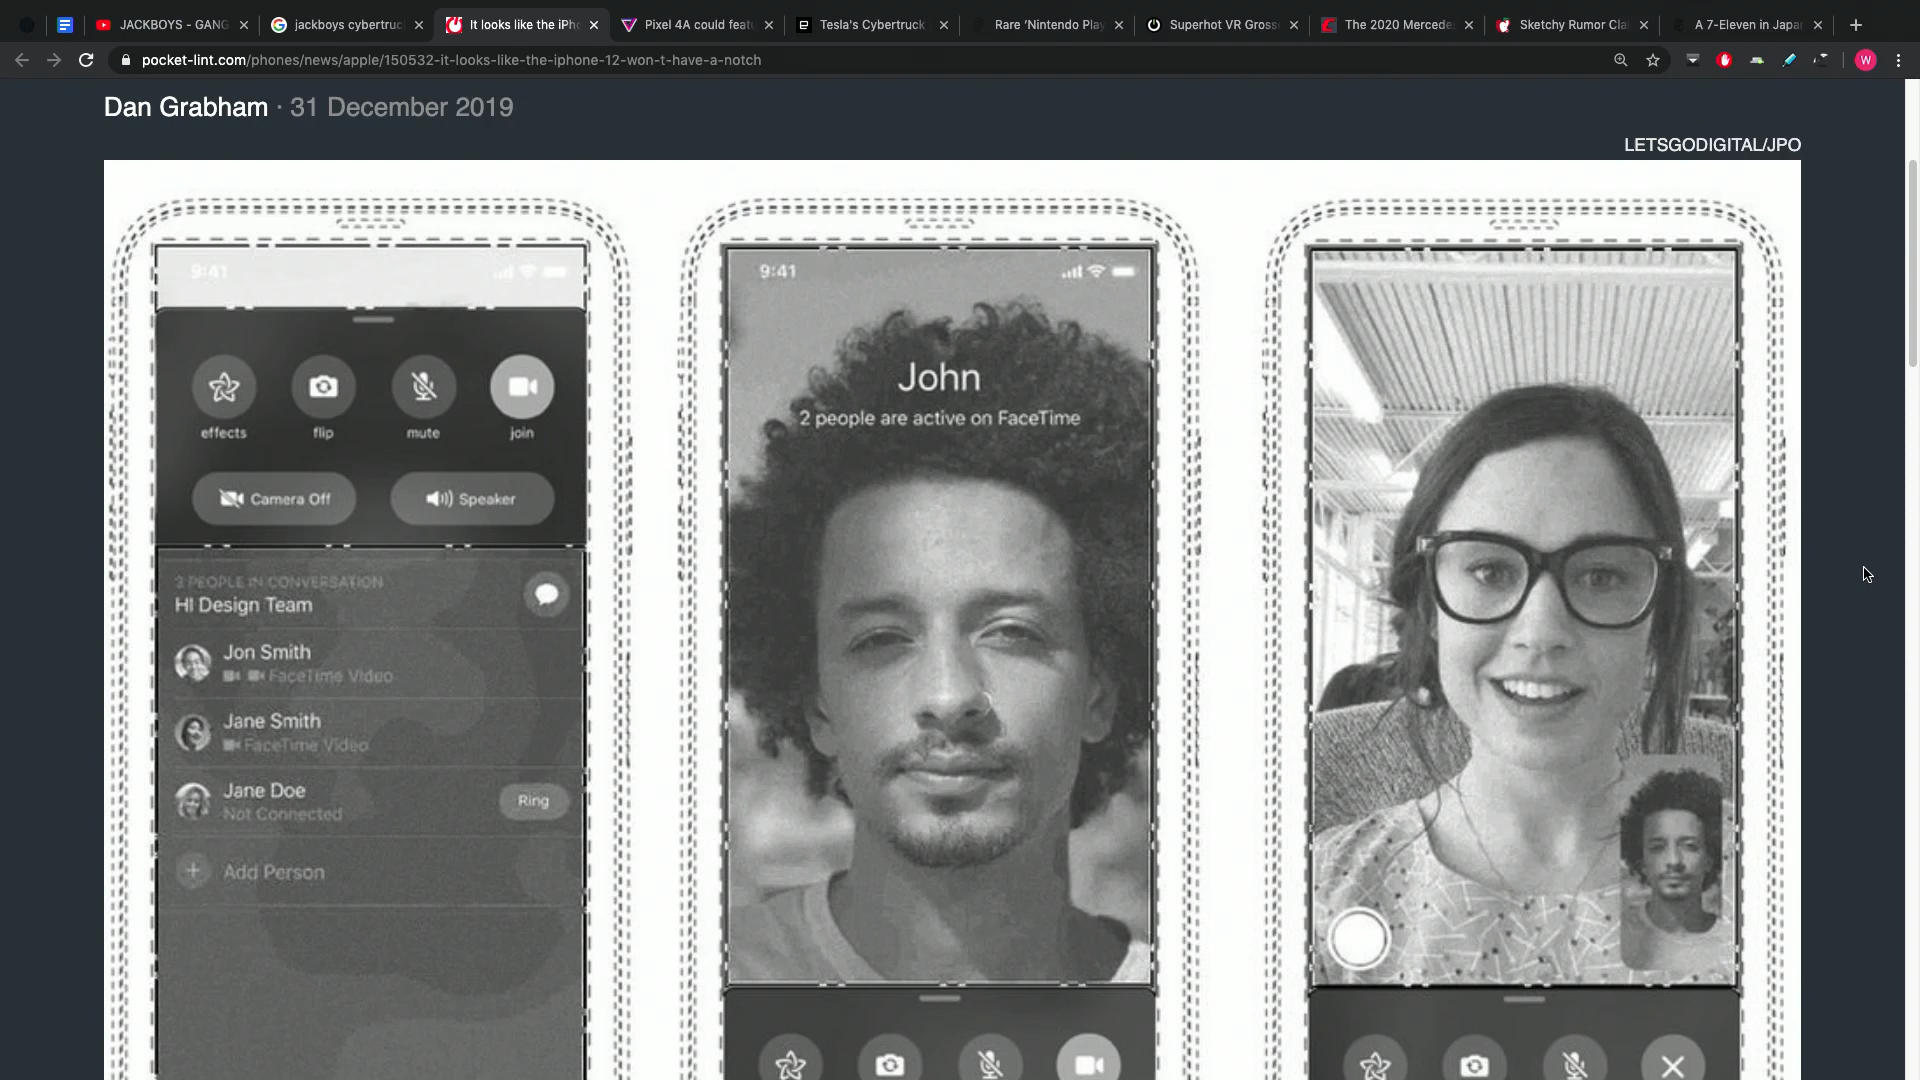 JACKBOYS - GANG
jackboys cybertruc
It looks like the iPho
Pixel 4A could featu
Tesla's Cybertruck
Rare 'Nintendo Play
Superhot VR Gross
The 2020 Mercede
Sketchy Rumor Clai
A 7-Eleven in Japa
pocket-lint.com/phones/news/apple/150532-it-looks-like-the-iphone-12-won-t-have-a-notch
W
Dan Grabham · 31 December 2019
LETSGODIGITAL/JPO
9:41
effects
flip
mute
join
Camera Off
Speaker
3 PEOPLE IN CONVERSATION
HI Design Team
Jon Smith
FaceTime Video
Jane Smith
FaceTime Video
Jane Doe
Not Connected
Ring
Add Person
9:41
John
2 people are active on FaceTime